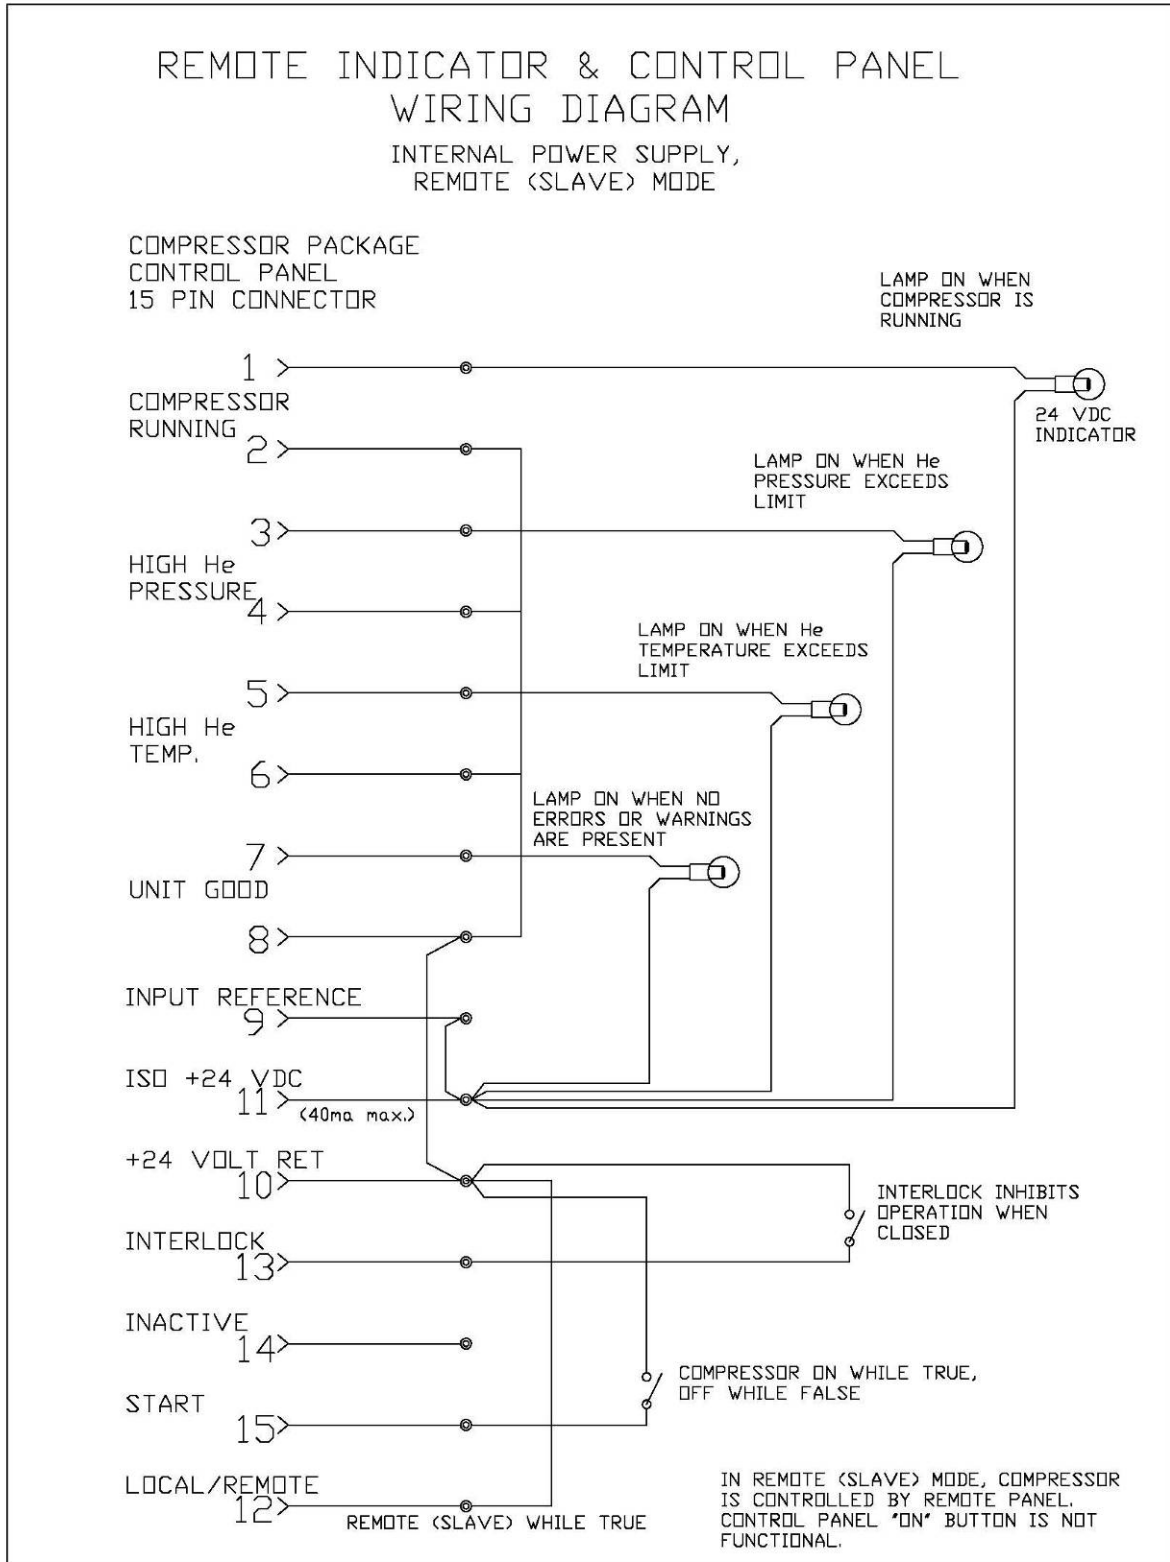 REMOTE INDICATOR & CONTROL PANEL
WIRING DIAGRAM
INTERNAL POWER SUPPLY,
REMOTE (SLAVE) MODE
COMPRESSOR PACKAGE
CONTROL PANEL
15 PIN CONNECTOR
LAMP ON WHEN
COMPRESSOR IS
RUNNING
1
COMPRESSOR
RUNNING
2
24 VDC
INDICATOR
LAMP ON WHEN He
PRESSURE EXCEEDS
LIMIT
3
HIGH He
PRESSURE
4
LAMP ON WHEN He
TEMPERATURE EXCEEDS
LIMIT
5
HIGH He
TEMP.
6
LAMP ON WHEN NO
ERRORS OR WARNINGS
ARE PRESENT
7
UNIT GOOD
8
INPUT REFERENCE
9
ISO +24 VDC
11 (40ma max.)
+24 VOLT RET
10
INTERLOCK INHIBITS
OPERATION WHEN
CLOSED
INTERLOCK
13
INACTIVE
14
COMPRESSOR ON WHILE TRUE,
OFF WHILE FALSE
START
15
LOCAL/REMOTE
12
REMOTE (SLAVE) WHILE TRUE
IN REMOTE (SLAVE) MODE, COMPRESSOR
IS CONTROLLED BY REMOTE PANEL.
CONTROL PANEL "ON" BUTTON IS NOT
FUNCTIONAL.